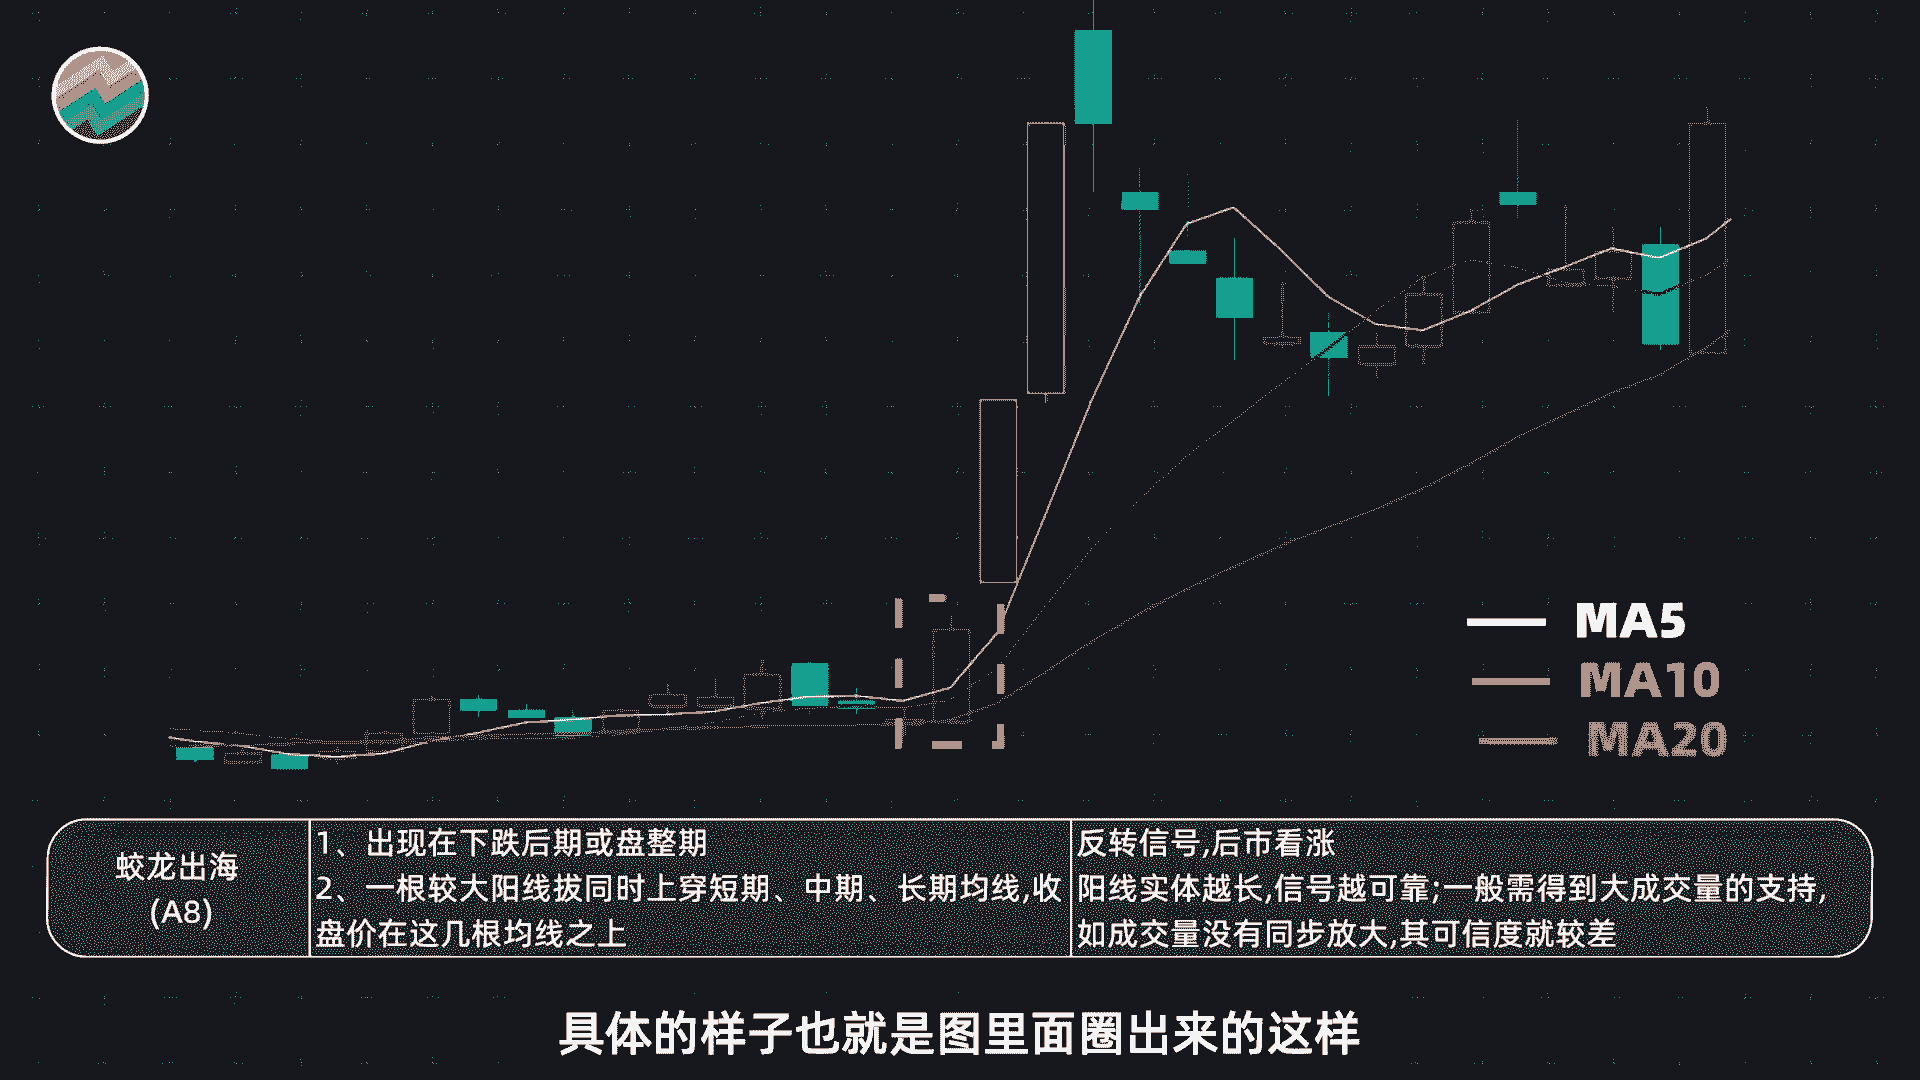 MA5
MA10
MA20
蛟龙出海
(A8)
1、出现在下跌后期或盘整期
2、一根较大阳线拔同时上穿短期、中期、长期均线,收
盘价在这几根均线之上
反转信号,后市看涨
阳线实体越长,信号越可靠;一般需得到大成交量的支持,
如成交量没有同步放大,其可信度就较差
具体的样子也就是图里面圈出来的这样